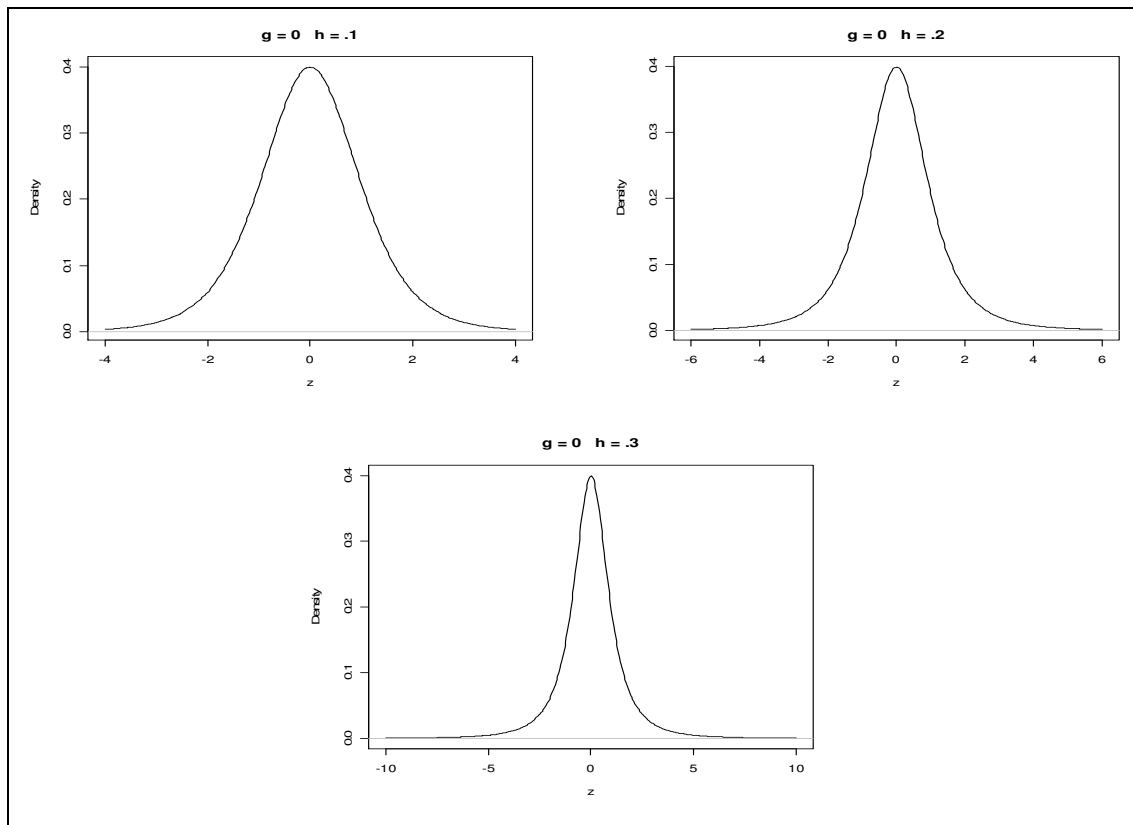 g = 0 h = .1
Density
0.0 0.1 0.2 0.3 0.4
-4 -2 0 2 4
z
g = 0 h = .2
Density
0.0 0.1 0.2 0.3 0.4
-6 -4 -2 0 2 4 6
z
g = 0 h = .3
Density
0.0 0.1 0.2 0.3 0.4
-10 -5 0 5 10
z